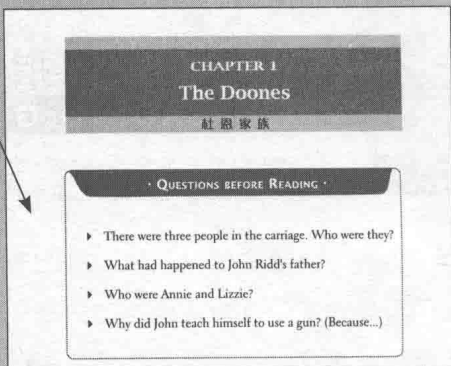 CHAPTER 1
The Doones
杜恩家族
· QUESTIONS BEFORE READING ·
▸ There were three people in the carriage. Who were they?
▸ What had happened to John Ridd's father?
▸ Who were Annie and Lizzie?
▸ Why did John teach himself to use a gun? (Because...)